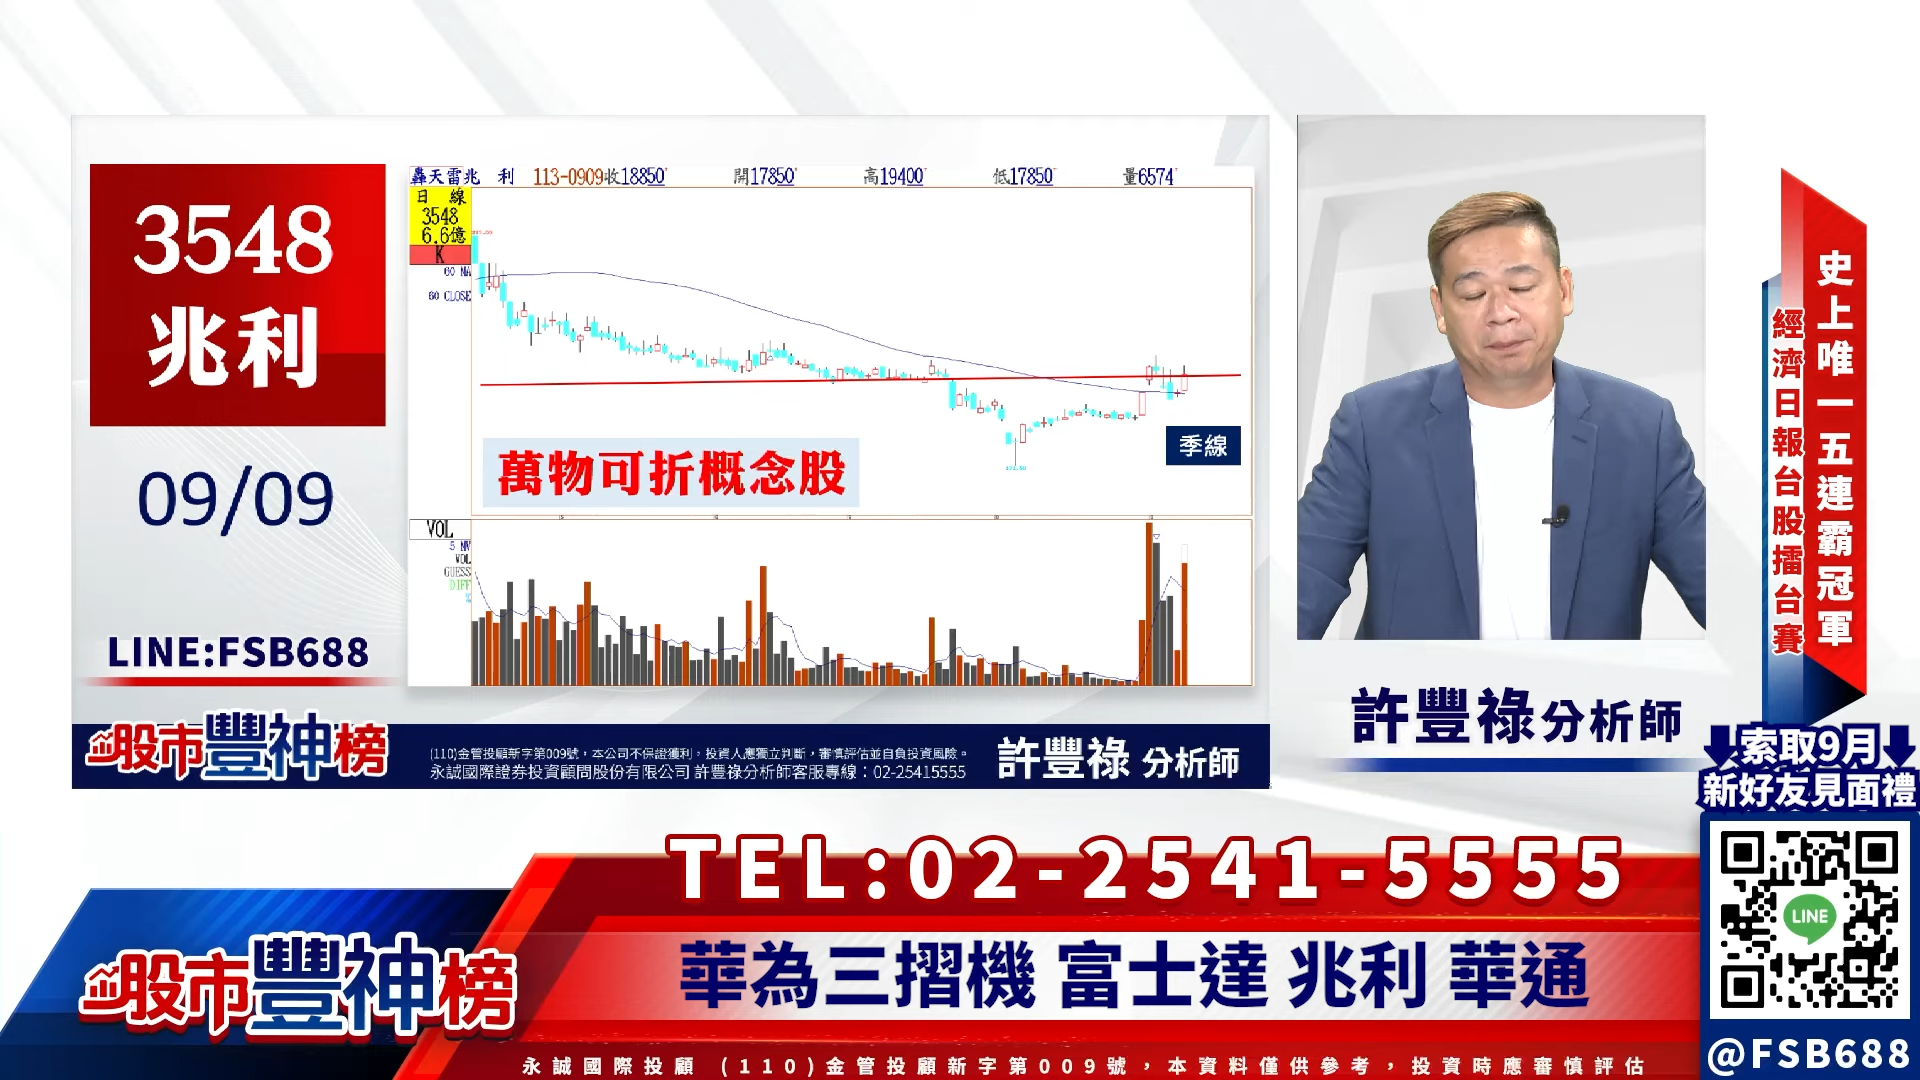 3548
兆利
09/09
LINE:FSB688
轟天雷兆 利 113-0909收18850 開17850 高19400 低17850 量6574
日 線
3548
6.6億
K
60 MA
60 CLOSE
萬物可折概念股
季線
VOL
5 MV
VOL
GUESS
DIFF
股市豐神榜
(110)金管投顧新字第009號，本公司不保證獲利，投資人應獨立判斷，審慎評估並自負投資風險。
永誠國際證券投資顧問股份有限公司 許豐祿分析師客服專線：02-25415555
許豐祿 分析師
許豐祿分析師
史上唯一五連霸冠軍
經濟日報台股擂台賽
索取9月
新好友見面禮
LINE
@FSB688
TEL:02-2541-5555
股市豐神榜
華為三摺機 富士達 兆利 華通
永誠國際投顧 (110)金管投顧新字第009號，本資料僅供參考，投資時應審慎評估